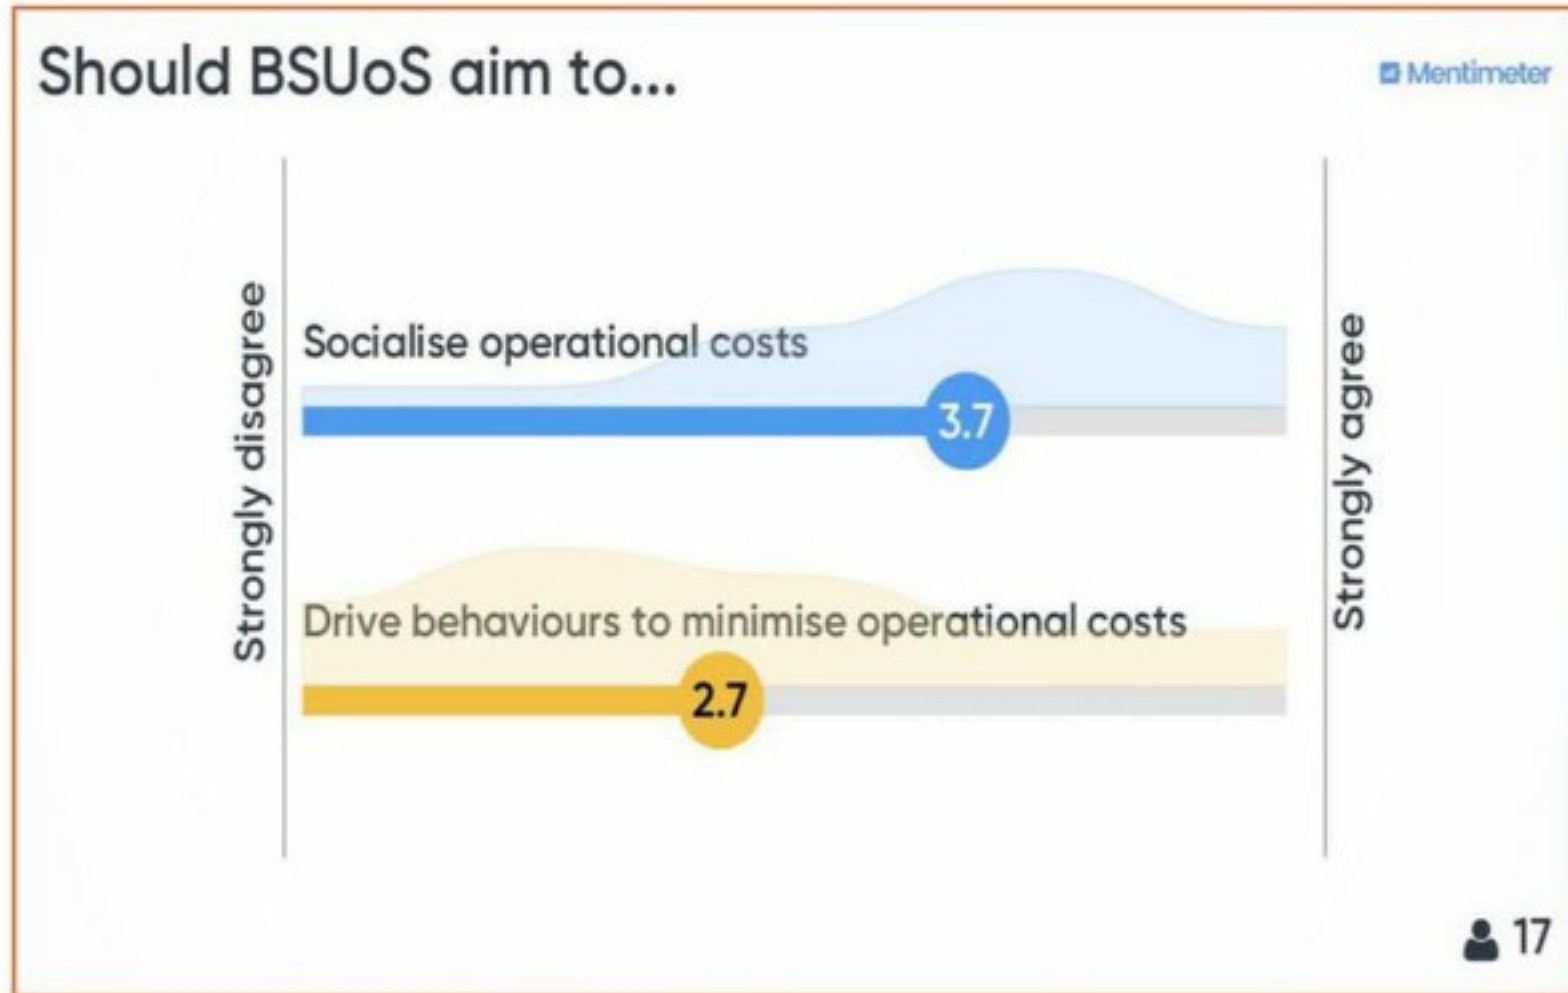 Should BSUoS aim to...
Mentimeter
Strongly disagree
Socialise operational costs
3.7
Drive behaviours to minimise operational costs
2.7
Strongly agree
17